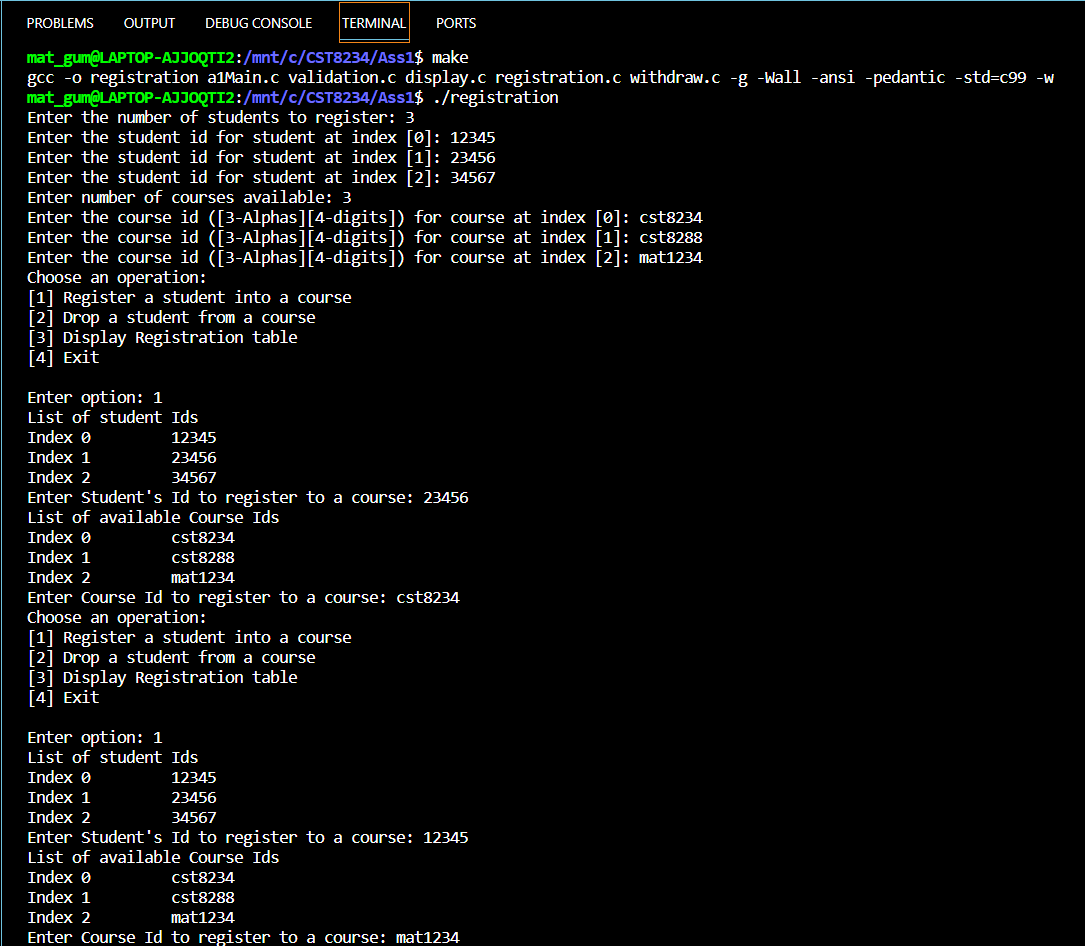 PROBLEMS OUTPUT DEBUG CONSOLE TERMINAL PORTS
mat_gum@LAPTOP-AJJOQTI2:/mnt/c/CST8234/Ass1$ make
gcc -o registration a1Main.c validation.c display.c registration.c withdraw.c -g -Wall -ansi -pedantic -std=c99 -w
mat_gum@LAPTOP-AJJOQTI2:/mnt/c/CST8234/Ass1$ ./registration
Enter the number of students to register: 3
Enter the student id for student at index [0]: 12345
Enter the student id for student at index [1]: 23456
Enter the student id for student at index [2]: 34567
Enter number of courses available: 3
Enter the course id ([3-Alphas][4-digits]) for course at index [0]: cst8234
Enter the course id ([3-Alphas][4-digits]) for course at index [1]: cst8288
Enter the course id ([3-Alphas][4-digits]) for course at index [2]: mat1234
Choose an operation:
[1] Register a student into a course
[2] Drop a student from a course
[3] Display Registration table
[4] Exit
Enter option: 1
List of student Ids
Index 0 12345
Index 1 23456
Index 2 34567
Enter Student's Id to register to a course: 23456
List of available Course Ids
Index 0 cst8234
Index 1 cst8288
Index 2 mat1234
Enter Course Id to register to a course: cst8234
Choose an operation:
[1] Register a student into a course
[2] Drop a student from a course
[3] Display Registration table
[4] Exit
Enter option: 1
List of student Ids
Index 0 12345
Index 1 23456
Index 2 34567
Enter Student's Id to register to a course: 12345
List of available Course Ids
Index 0 cst8234
Index 1 cst8288
Index 2 mat1234
Enter Course Id to register to a course: mat1234